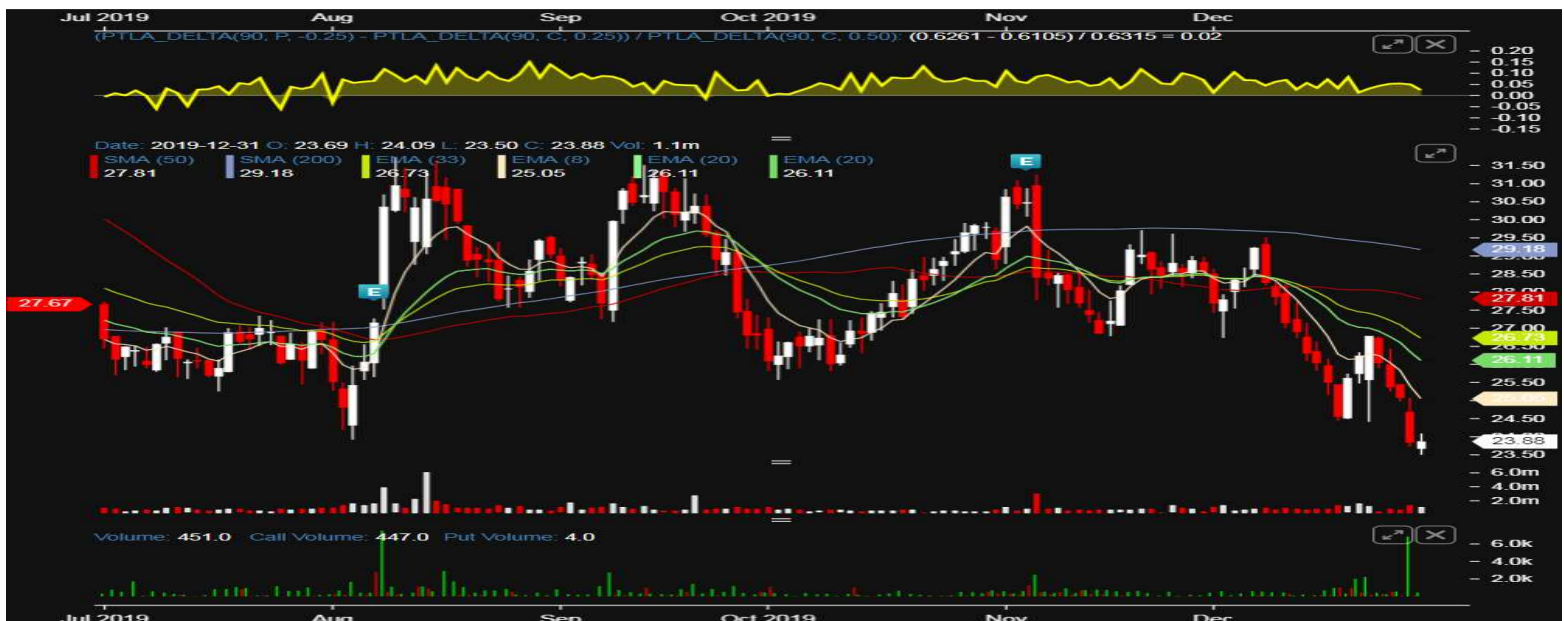 Jul 2019 Aug Sep Oct 2019 Nov Dec
(PTLA_DELTA(90, P, -0.25) - PTLA_DELTA(90, C, 0.25)) / PTLA_DELTA(90, C, 0.50): (0.6261 - 0.6105) / 0.6315 = 0.02
0.20
0.15
0.10
0.05
0.00
-0.05
-0.10
-0.15
Date: 2019-12-31 O: 23.69 H: 24.09 L: 23.50 C: 23.88 Vol: 1.1m
SMA (50) SMA (200) EMA (33) EMA (8) EMA (20) EMA (20)
27.81 29.18 26.73 25.05 26.11 26.11
E
31.50
31.00
30.50
30.00
29.50
29.18
28.50
E
27.67
27.81
27.50
27.00
26.73
26.11
25.50
24.50
23.88
23.50
6.0m
4.0m
2.0m
Volume: 451.0 Call Volume: 447.0 Put Volume: 4.0
6.0k
4.0k
2.0k
Jul 2019 Aug Sep Oct 2019 Nov Dec